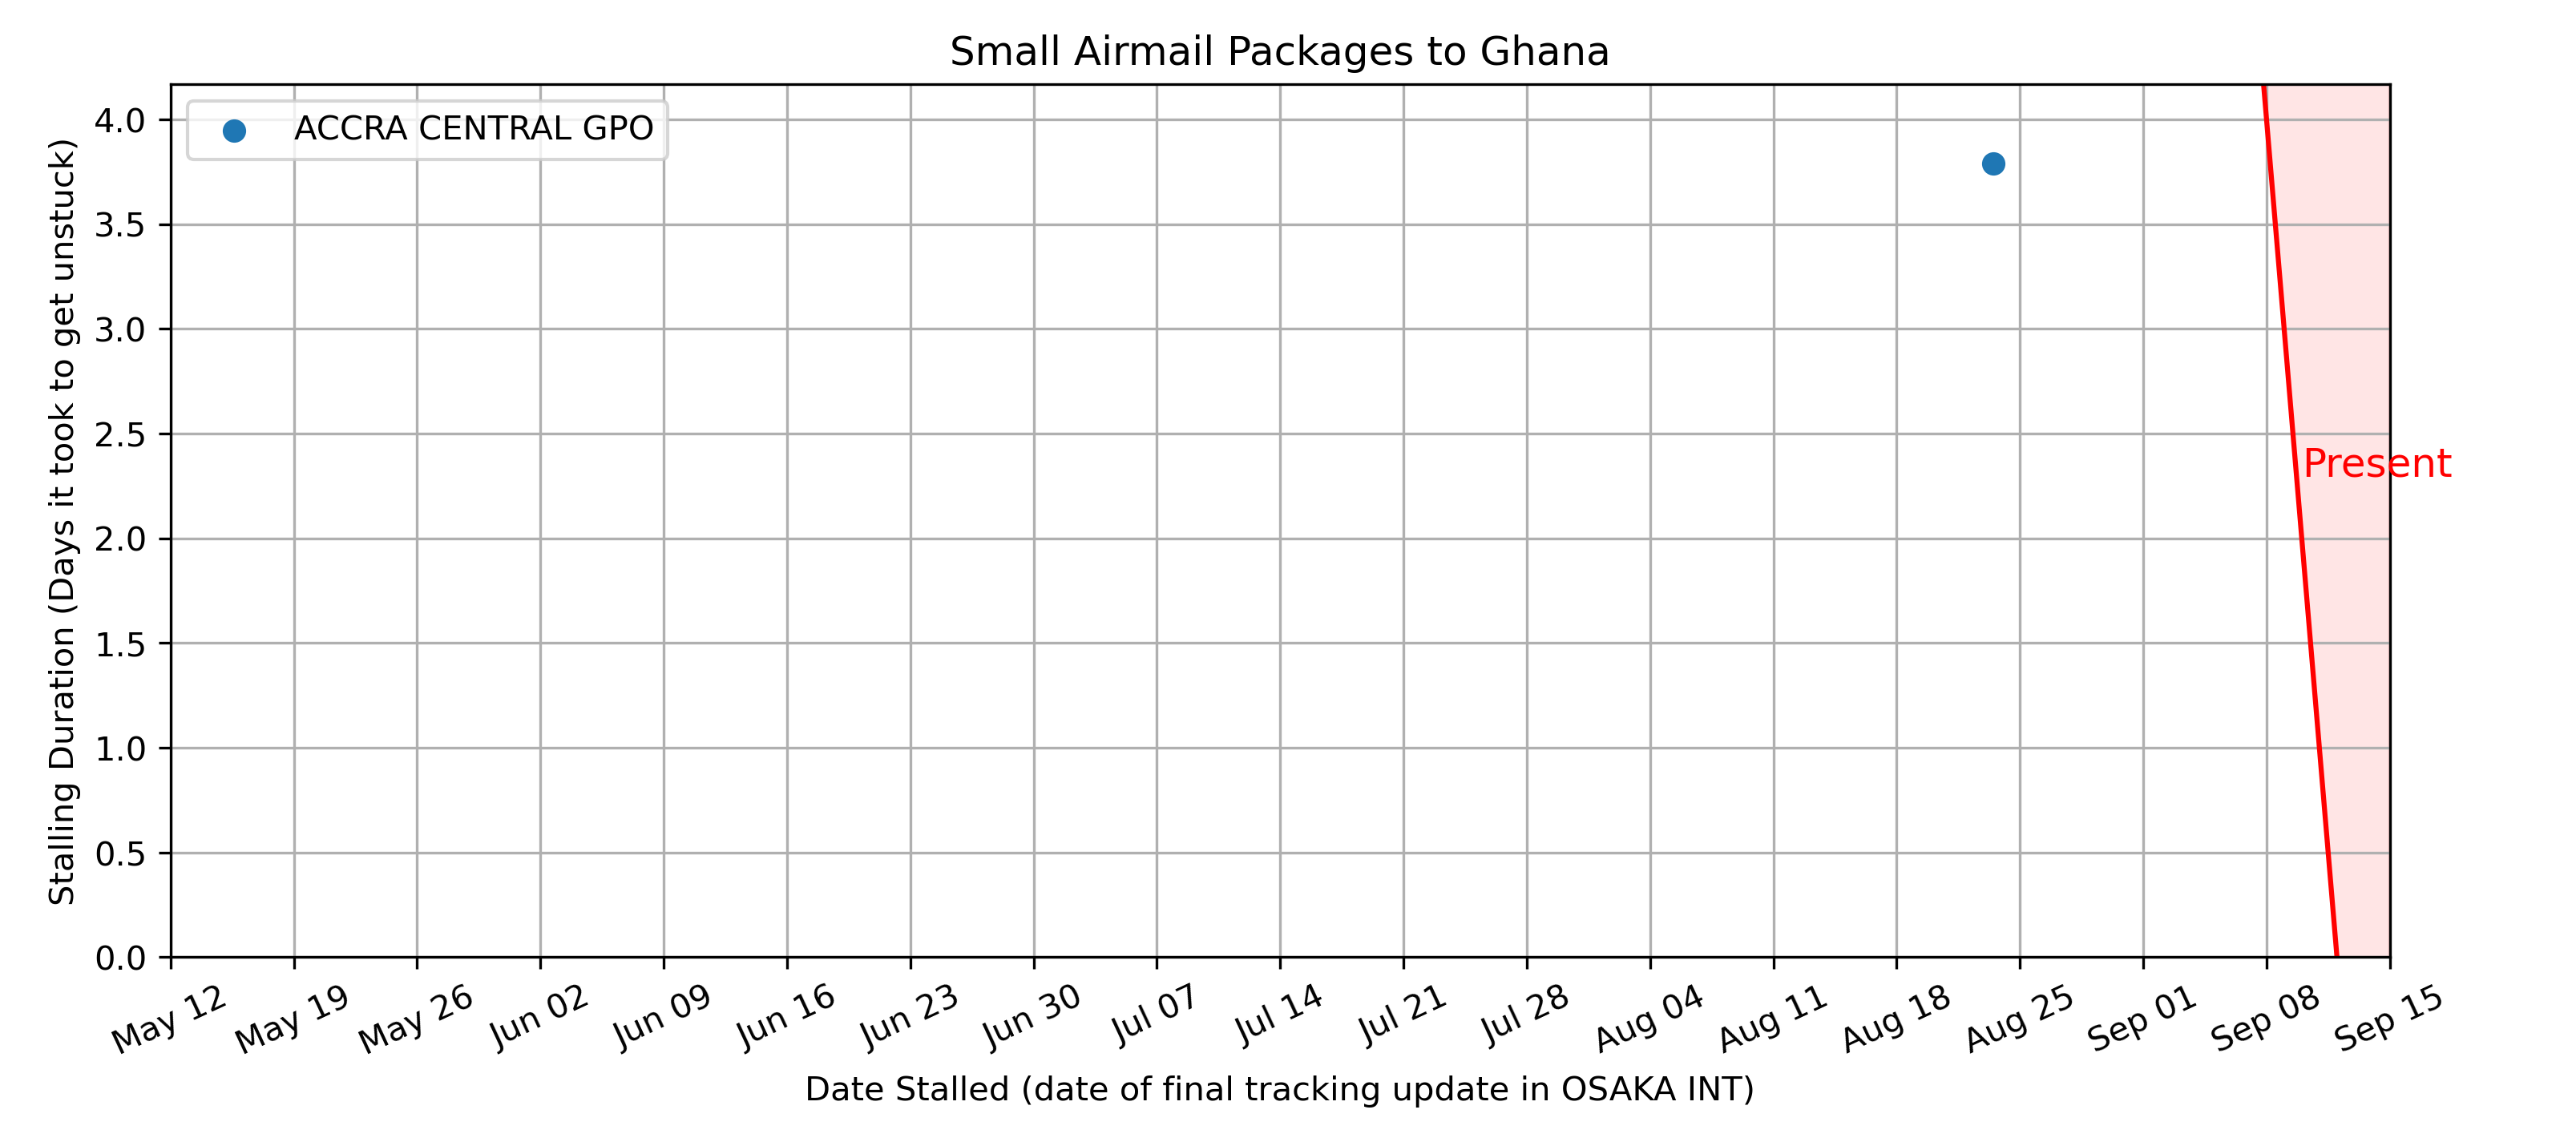 Small Airmail Packages to Ghana
ACCRA CENTRAL GPO
Stalling Duration (Days it took to get unstuck)
4.0
3.5
3.0
2.5
2.0
1.5
1.0
0.5
0.0
Present
May 12 May 19 May 26 Jun 02 Jun 09 Jun 16 Jun 23 Jun 30 Jul 07 Jul 14 Jul 21 Jul 28 Aug 04 Aug 11 Aug 18 Aug 25 Sep 01 Sep 08 Sep 15
Date Stalled (date of final tracking update in OSAKA INT)